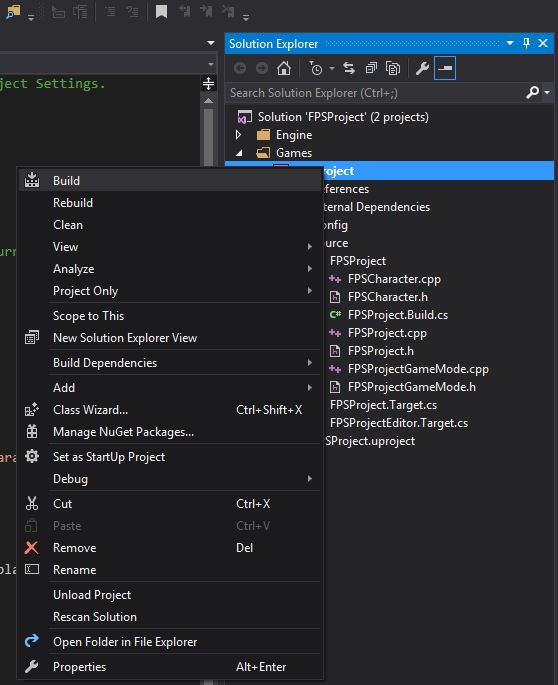 Solution Explorer
ject Settings.
Search Solution Explorer (Ctrl+;)
Solution 'FPSProject' (2 projects)
Engine
Games
roject
ferences
ternal Dependencies
onfig
ource
FPSProject
FPSCharacter.cpp
FPSCharacter.h
C# FPSProject.Build.cs
FPSProject.cpp
FPSProject.h
FPSProjectGameMode.cpp
FPSProjectGameMode.h
FPSProject.Target.cs
FPSProjectEditor.Target.cs
SProject.uproject
Build
Rebuild
Clean
View
Analyze
Project Only
Scope to This
New Solution Explorer View
Build Dependencies
Add
Class Wizard... Ctrl+Shift+X
Manage NuGet Packages...
Set as StartUp Project
Debug
Cut Ctrl+X
Paste Ctrl+V
Remove Del
Rename
Unload Project
Rescan Solution
Open Folder in File Explorer
Properties Alt+Enter
urr
ara
pla